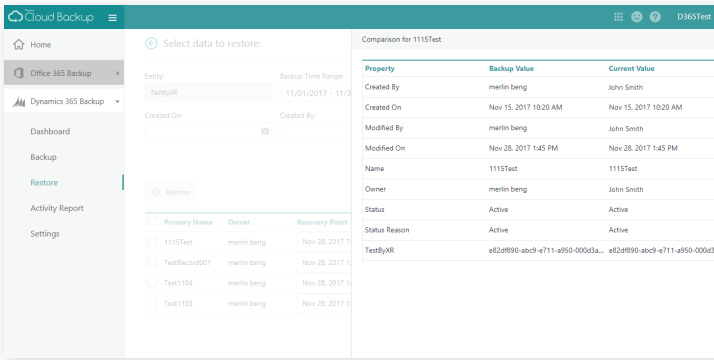 Cloud Backup
D365Test
Home
Office 365 Backup
Dynamics 365 Backup
Dashboard
Backup
Restore
Activity Report
Settings
Select data to restore:
Entity: Backup Time Range:
TestByXR 11/01/2017 - 11/3
Created On: Created By:
Restore
Primary Name Owner Recovery Point
1115Test merlin beng Nov 28, 2017
TestRecord001 merlin beng Nov 28, 2017
Test1104 merlin beng Nov 28, 2017
Test1103 merlin beng Nov 28, 2017
Comparison for 1115Test
Property Backup Value Current Value
Created By merlin beng John Smith
Created On Nov 15, 2017 10:20 AM Nov 15, 2017 10:20 AM
Modified By merlin beng John Smith
Modified On Nov 28, 2017 1:45 PM Nov 28, 2017 1:45 PM
Name 1115Test 1115Test
Owner merlin beng John Smith
Status Active Active
Status Reason Active Active
TestByXR e82df890-abc9-e711-a950-000d3a... e82df890-abc9-e711-a950-000d3